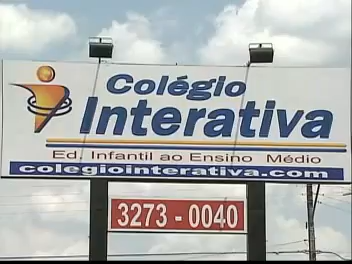 Colégio
Interativa
Ed. Infantil ao Ensino Médio
colegiointerativa.com
3273 - 0040